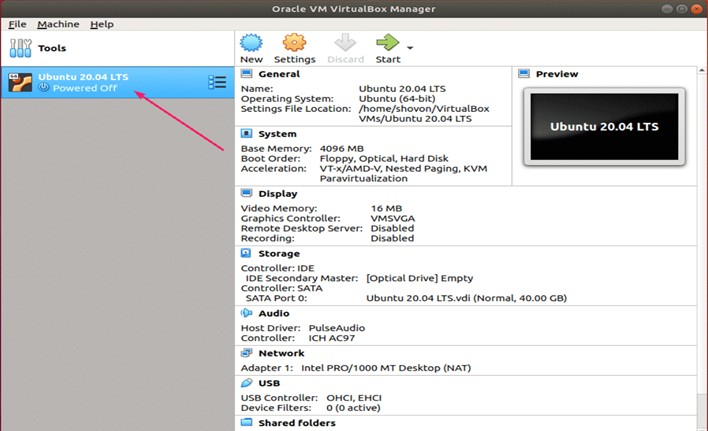 Oracle VM VirtualBox Manager
File Machine Help
Tools
New Settings Discard Start
64
Ubuntu 20.04 LTS
Powered Off
General
Name: Ubuntu 20.04 LTS
Operating System: Ubuntu (64-bit)
Settings File Location: /home/shovon/VirtualBox
VMs/Ubuntu 20.04 LTS
Preview
Ubuntu 20.04 LTS
System
Base Memory: 4096 MB
Boot Order: Floppy, Optical, Hard Disk
Acceleration: VT-x/AMD-V, Nested Paging, KVM
Paravirtualization
Display
Video Memory: 16 MB
Graphics Controller: VMSVGA
Remote Desktop Server: Disabled
Recording: Disabled
Storage
Controller: IDE
IDE Secondary Master: [Optical Drive] Empty
Controller: SATA
SATA Port 0: Ubuntu 20.04 LTS.vdi (Normal, 40.00 GB)
Audio
Host Driver: PulseAudio
Controller: ICH AC97
Network
Adapter 1: Intel PRO/1000 MT Desktop (NAT)
USB
USB Controller: OHCI, EHCI
Device Filters: 0 (0 active)
Shared folders